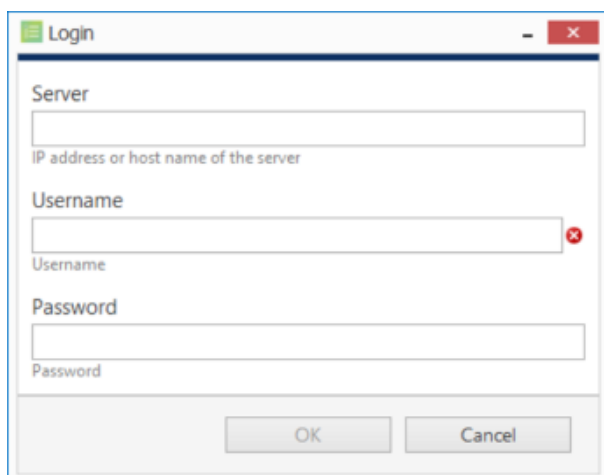 Login
Server
IP address or host name of the server
Username
Username
Password
Password
OK Cancel